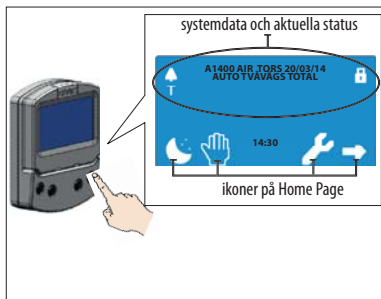 systemdata och aktuella status
A1400 AIR TORS 20/03/14
AUTO TVÅVÄGS TOTAL
T
14:30
ikoner på Home Page